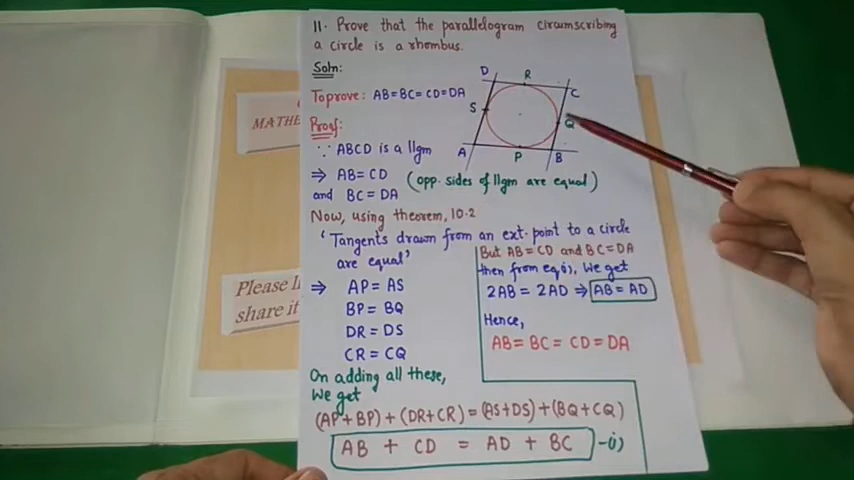 11. Prove that the parallelogram circumscribing
a circle is a rhombus.
Soln:
To prove: AB=BC=CD=DA
Proof:
∵ ABCD is a llgm
⇒ AB=CD
and BC=DA
(opp. sides of llgm are equal)
D
R
C
S
Q
A
P
B
Now, using theorem, 10.2
'Tangents drawn from an ext. point to a circle
are equal'
⇒ AP = AS
BP = BQ
DR = DS
CR = CQ
On adding all these,
We get
(AP+BP)+(DR+CR)=(AS+DS)+(BQ+CQ)
AB + CD = AD + BC -i)
But AB=CD and BC=DA
then from eq i), We get
2AB = 2AD ⇒ AB = AD
Hence,
AB = BC = CD = DA
MATHE
Please
share it